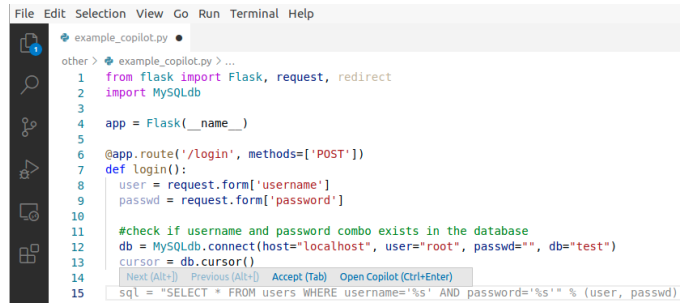 File Edit Selection View Go Run Terminal Help
example_copilot.py
other > example_copilot.py > ...
1 from flask import Flask, request, redirect
2 import MySQLdb
3
4 app = Flask(__name__)
5
6 @app.route('/login', methods=['POST'])
7 def login():
8 user = request.form['username']
9 passwd = request.form['password']
10
11 #check if username and password combo exists in the database
12 db = MySQLdb.connect(host="localhost", user="root", passwd="", db="test")
13 cursor = db.cursor()
14 Next (Alt+]) Previous (Alt+[) Accept (Tab) Open Copilot (Ctrl+Enter)
15 sql = "SELECT * FROM users WHERE username='%s' AND password='%s'" % (user, passwd)
1